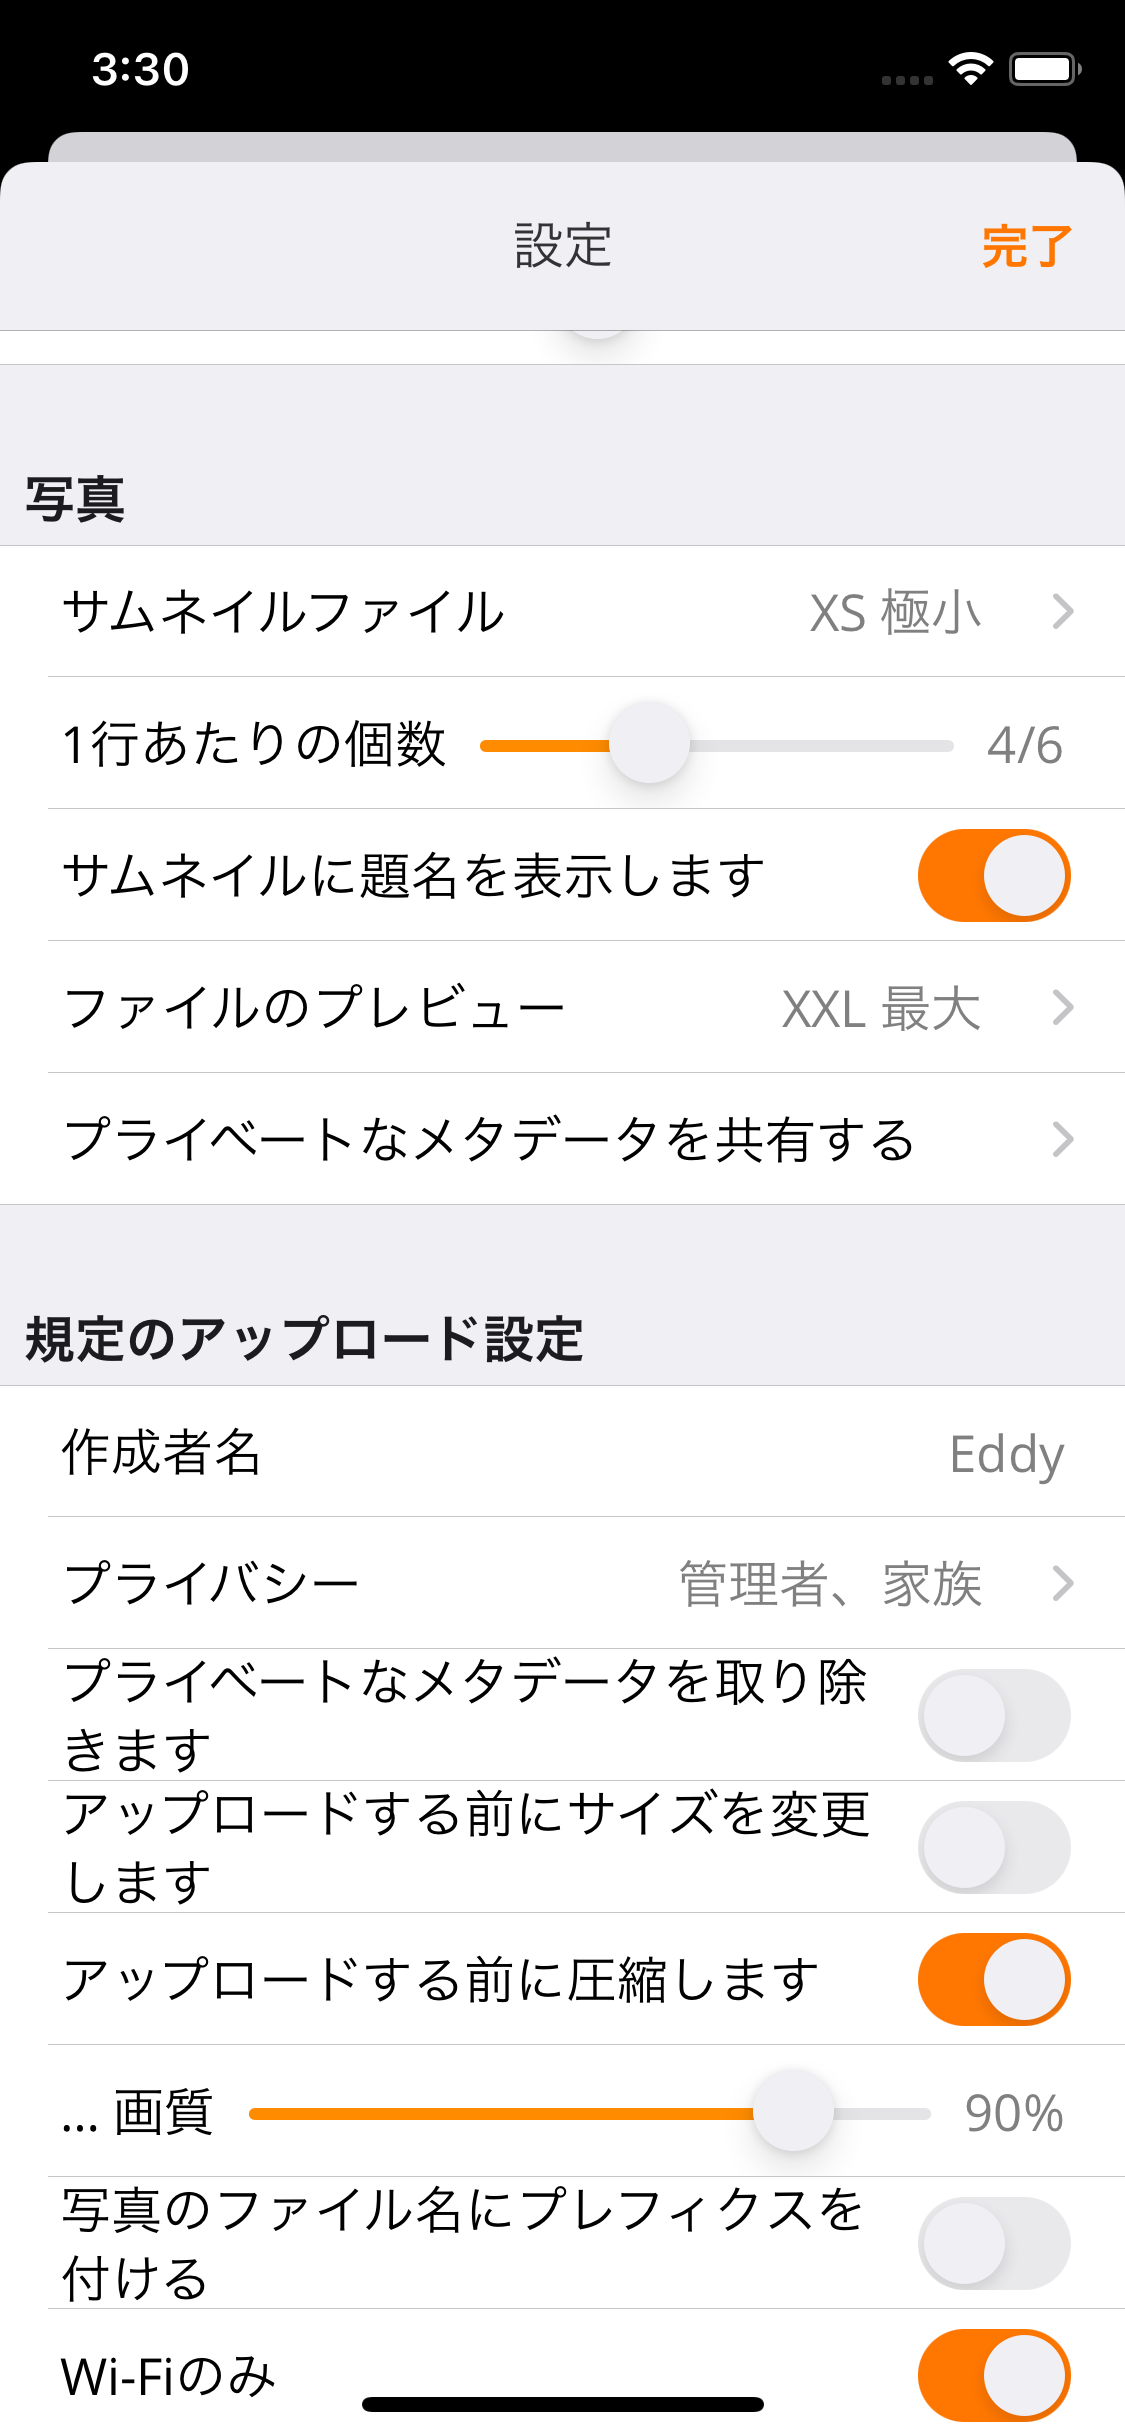 3:30
設定
完了
写真
サムネイルファイル
XS 極小
1行あたりの個数
4/6
サムネイルに題名を表示します
ファイルのプレビュー
XXL 最大
プライベートなメタデータを共有する
規定のアップロード設定
作成者名
Eddy
プライバシー
管理者、家族
プライベートなメタデータを取り除
きます
アップロードする前にサイズを変更
します
アップロードする前に圧縮します
... 画質
90%
写真のファイル名にプレフィクスを
付ける
Wi-Fiのみ